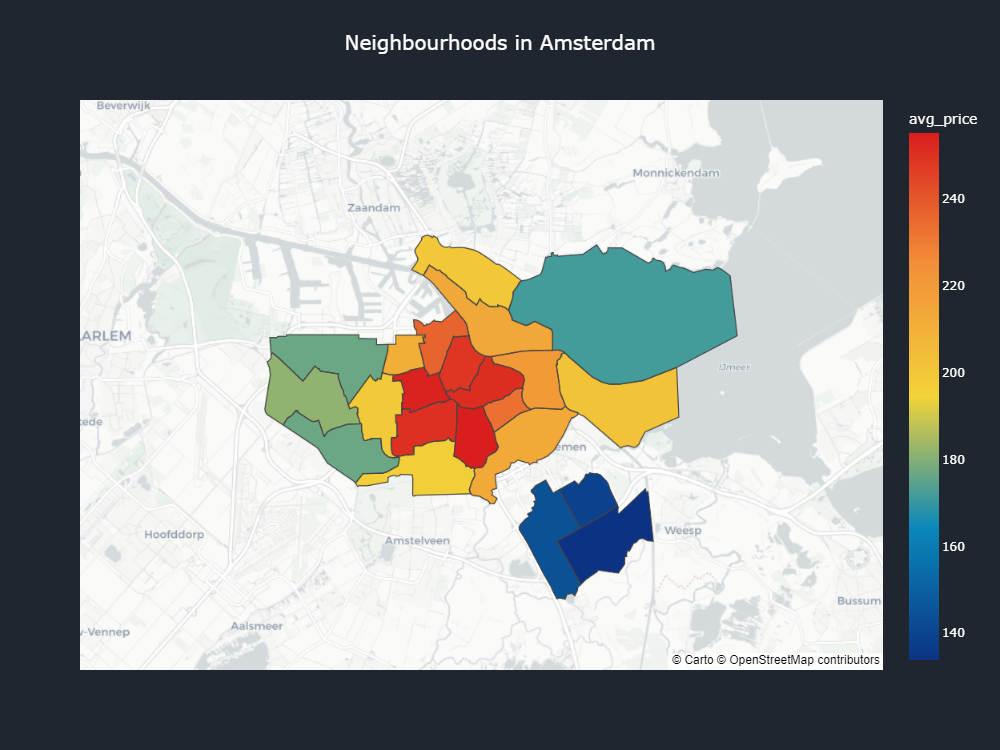 Neighbourhoods in Amsterdam
Beverwijk
avg_price
Monnickendam
240
Zaandam
220
ARLEM
IJmeer
200
ede
emen
180
Weesp
Hoofddorp
Amstelveen
160
Bussum
Aalsmeer
v-Vennep
140
© Carto © OpenStreetMap contributors